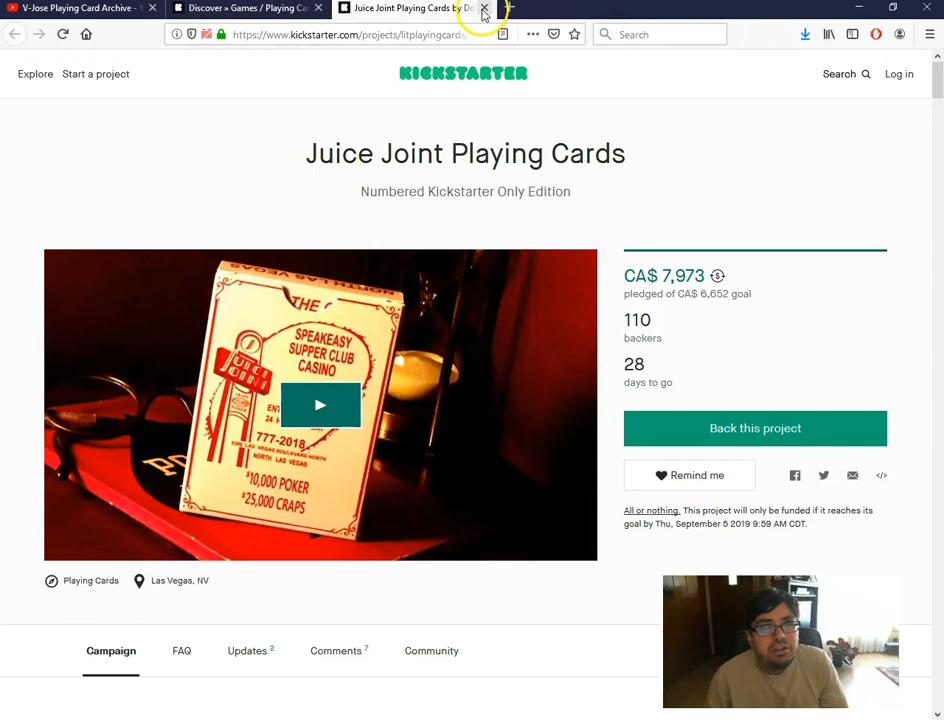 V-Jose Playing Card Archive -
Discover » Games / Playing Ca
Juice Joint Playing Cards by Do
https://www.kickstarter.com/projects/litplayingcards
Search
Explore
Start a project
KICKSTARTER
Search
Log in
Juice Joint Playing Cards
Numbered Kickstarter Only Edition
NORTH LAS VEGAS
THE
SPEAKEASY
SUPPER CLUB
CASINO
JUICE
JOINT
777-2018
LAS VEGAS BOULEVARD NORTH
NORTH LAS VEGAS
$10,000 POKER
$25,000 CRAPS
CA$ 7,973
pledged of CA$ 6,652 goal
110
backers
28
days to go
Back this project
Remind me
All or nothing. This project will only be funded if it reaches its
goal by Thu, September 5 2019 9:59 AM CDT.
Playing Cards
Las Vegas, NV
Campaign
FAQ
Updates 2
Comments 7
Community